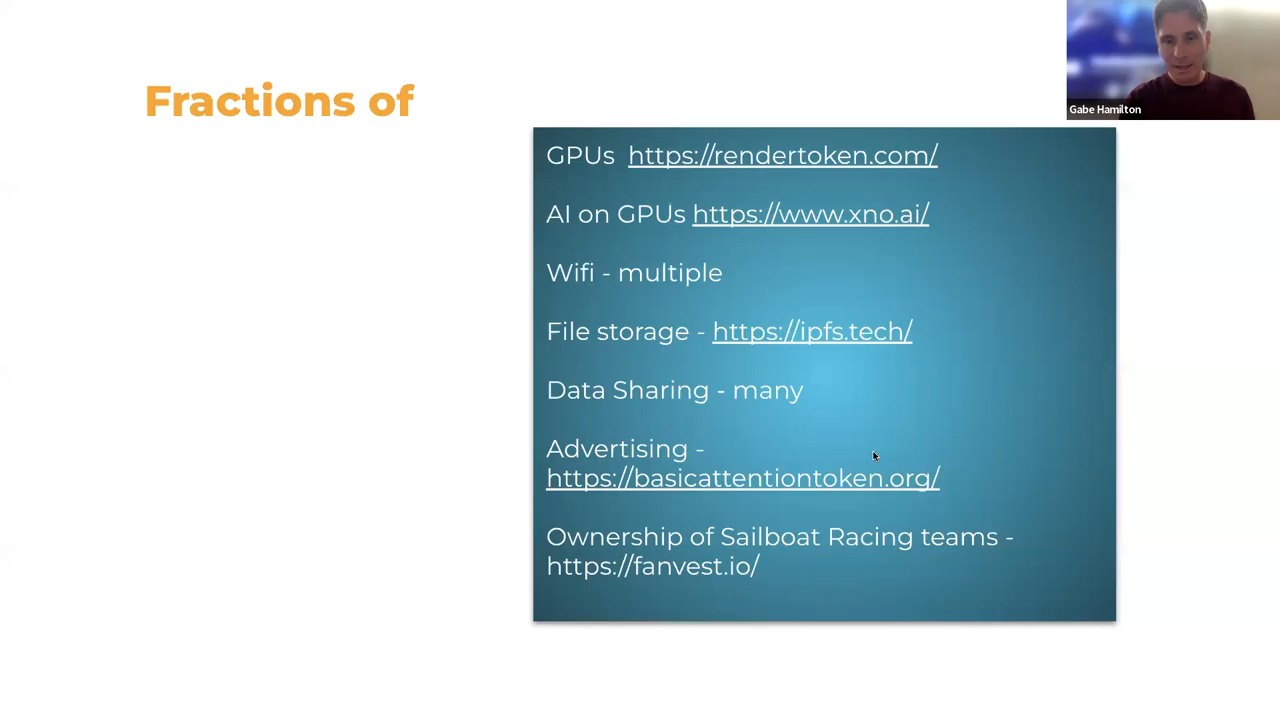 Gabe Hamilton
Fractions of
GPUs https://rendertoken.com/
AI on GPUs https://www.xno.ai/
Wifi - multiple
File storage - https://ipfs.tech/
Data Sharing - many
Advertising -
https://basicattentiontoken.org/
Ownership of Sailboat Racing teams -
https://fanvest.io/